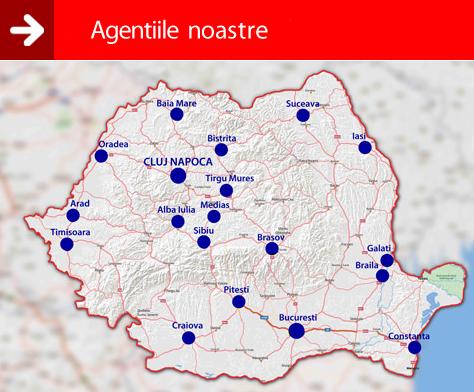 Agentiile noastre
Baia Mare
Suceava
Bistrita
Iasi
Oradea
CLUJ NAPOCA
Tirgu Mures
Arad
Alba Iulia
Medias
Timisoara
Sibiu
Brasov
Galati
Braila
Pitesti
Craiova
Bucuresti
Constanta